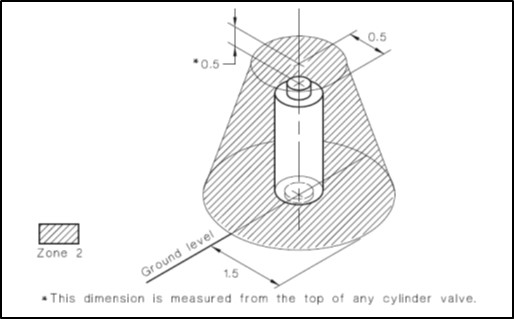 0.5
*0.5
Zone 2
Ground level
1.5
*This dimension is measured from the top of any cylinder valve.